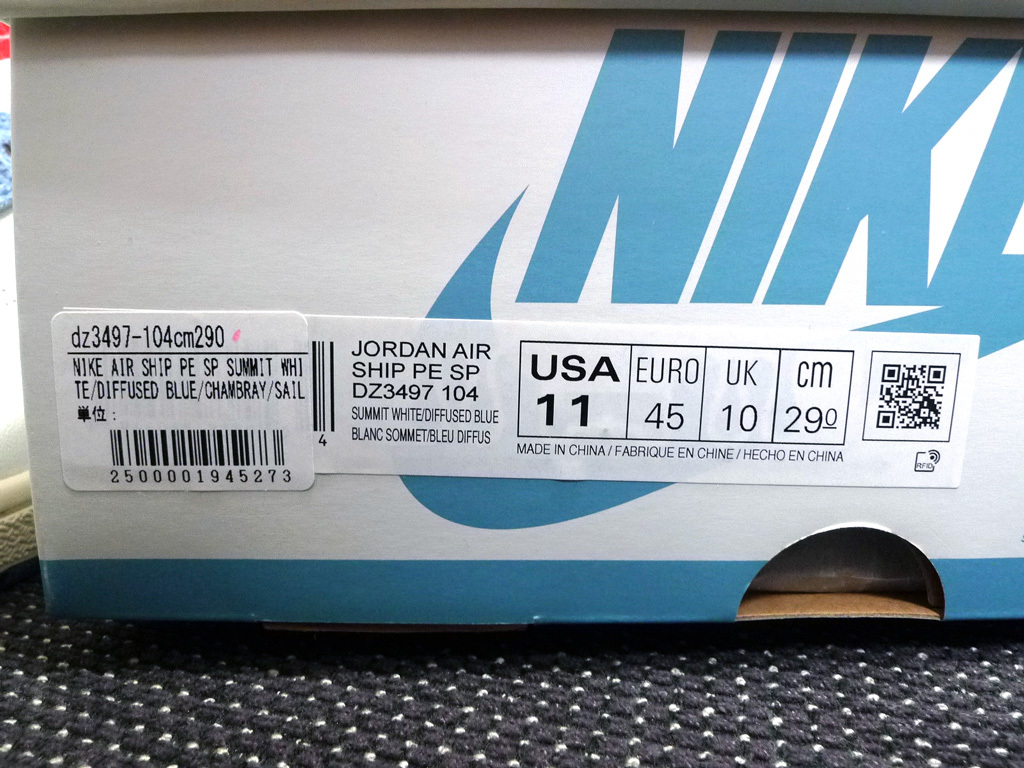 NIKE
dz3497-104cm290
NIKE AIR SHIP PE SP SUMMIT WHI
TE/DIFFUSED BLUE/CHAMBRAY/SAIL
単位:
2500001945273
4
JORDAN AIR
SHIP PE SP
DZ3497 104
SUMMIT WHITE/DIFFUSED BLUE
BLANC SOMMET/BLEU DIFFUS
USA EURO UK cm
11 45 10 290
MADE IN CHINA / FABRIQUE EN CHINE / HECHO EN CHINA
RFID